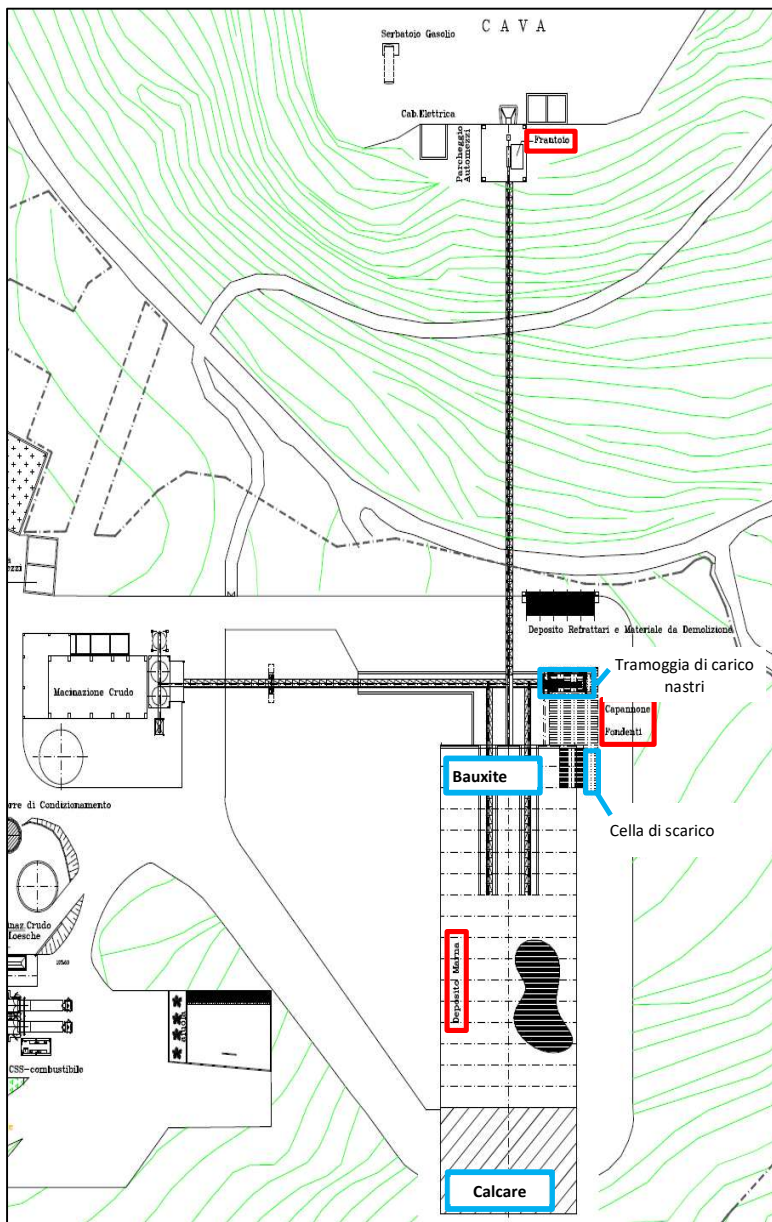 C A V A
Serbatoio Gasolio
Cab.Elettrica
Parcheggio
Automezzi
Frantoio
Deposito Refrattari e Materiale da Demolizione
Tramoggia di carico
nastri
Macinazione Crudo
Capannone
Fondenti
Bauxite
Cella di scarico
orre di Condizionamento
naz.Crudo
Loesche
Deposito Marna
CSS-combustibile
Calcare